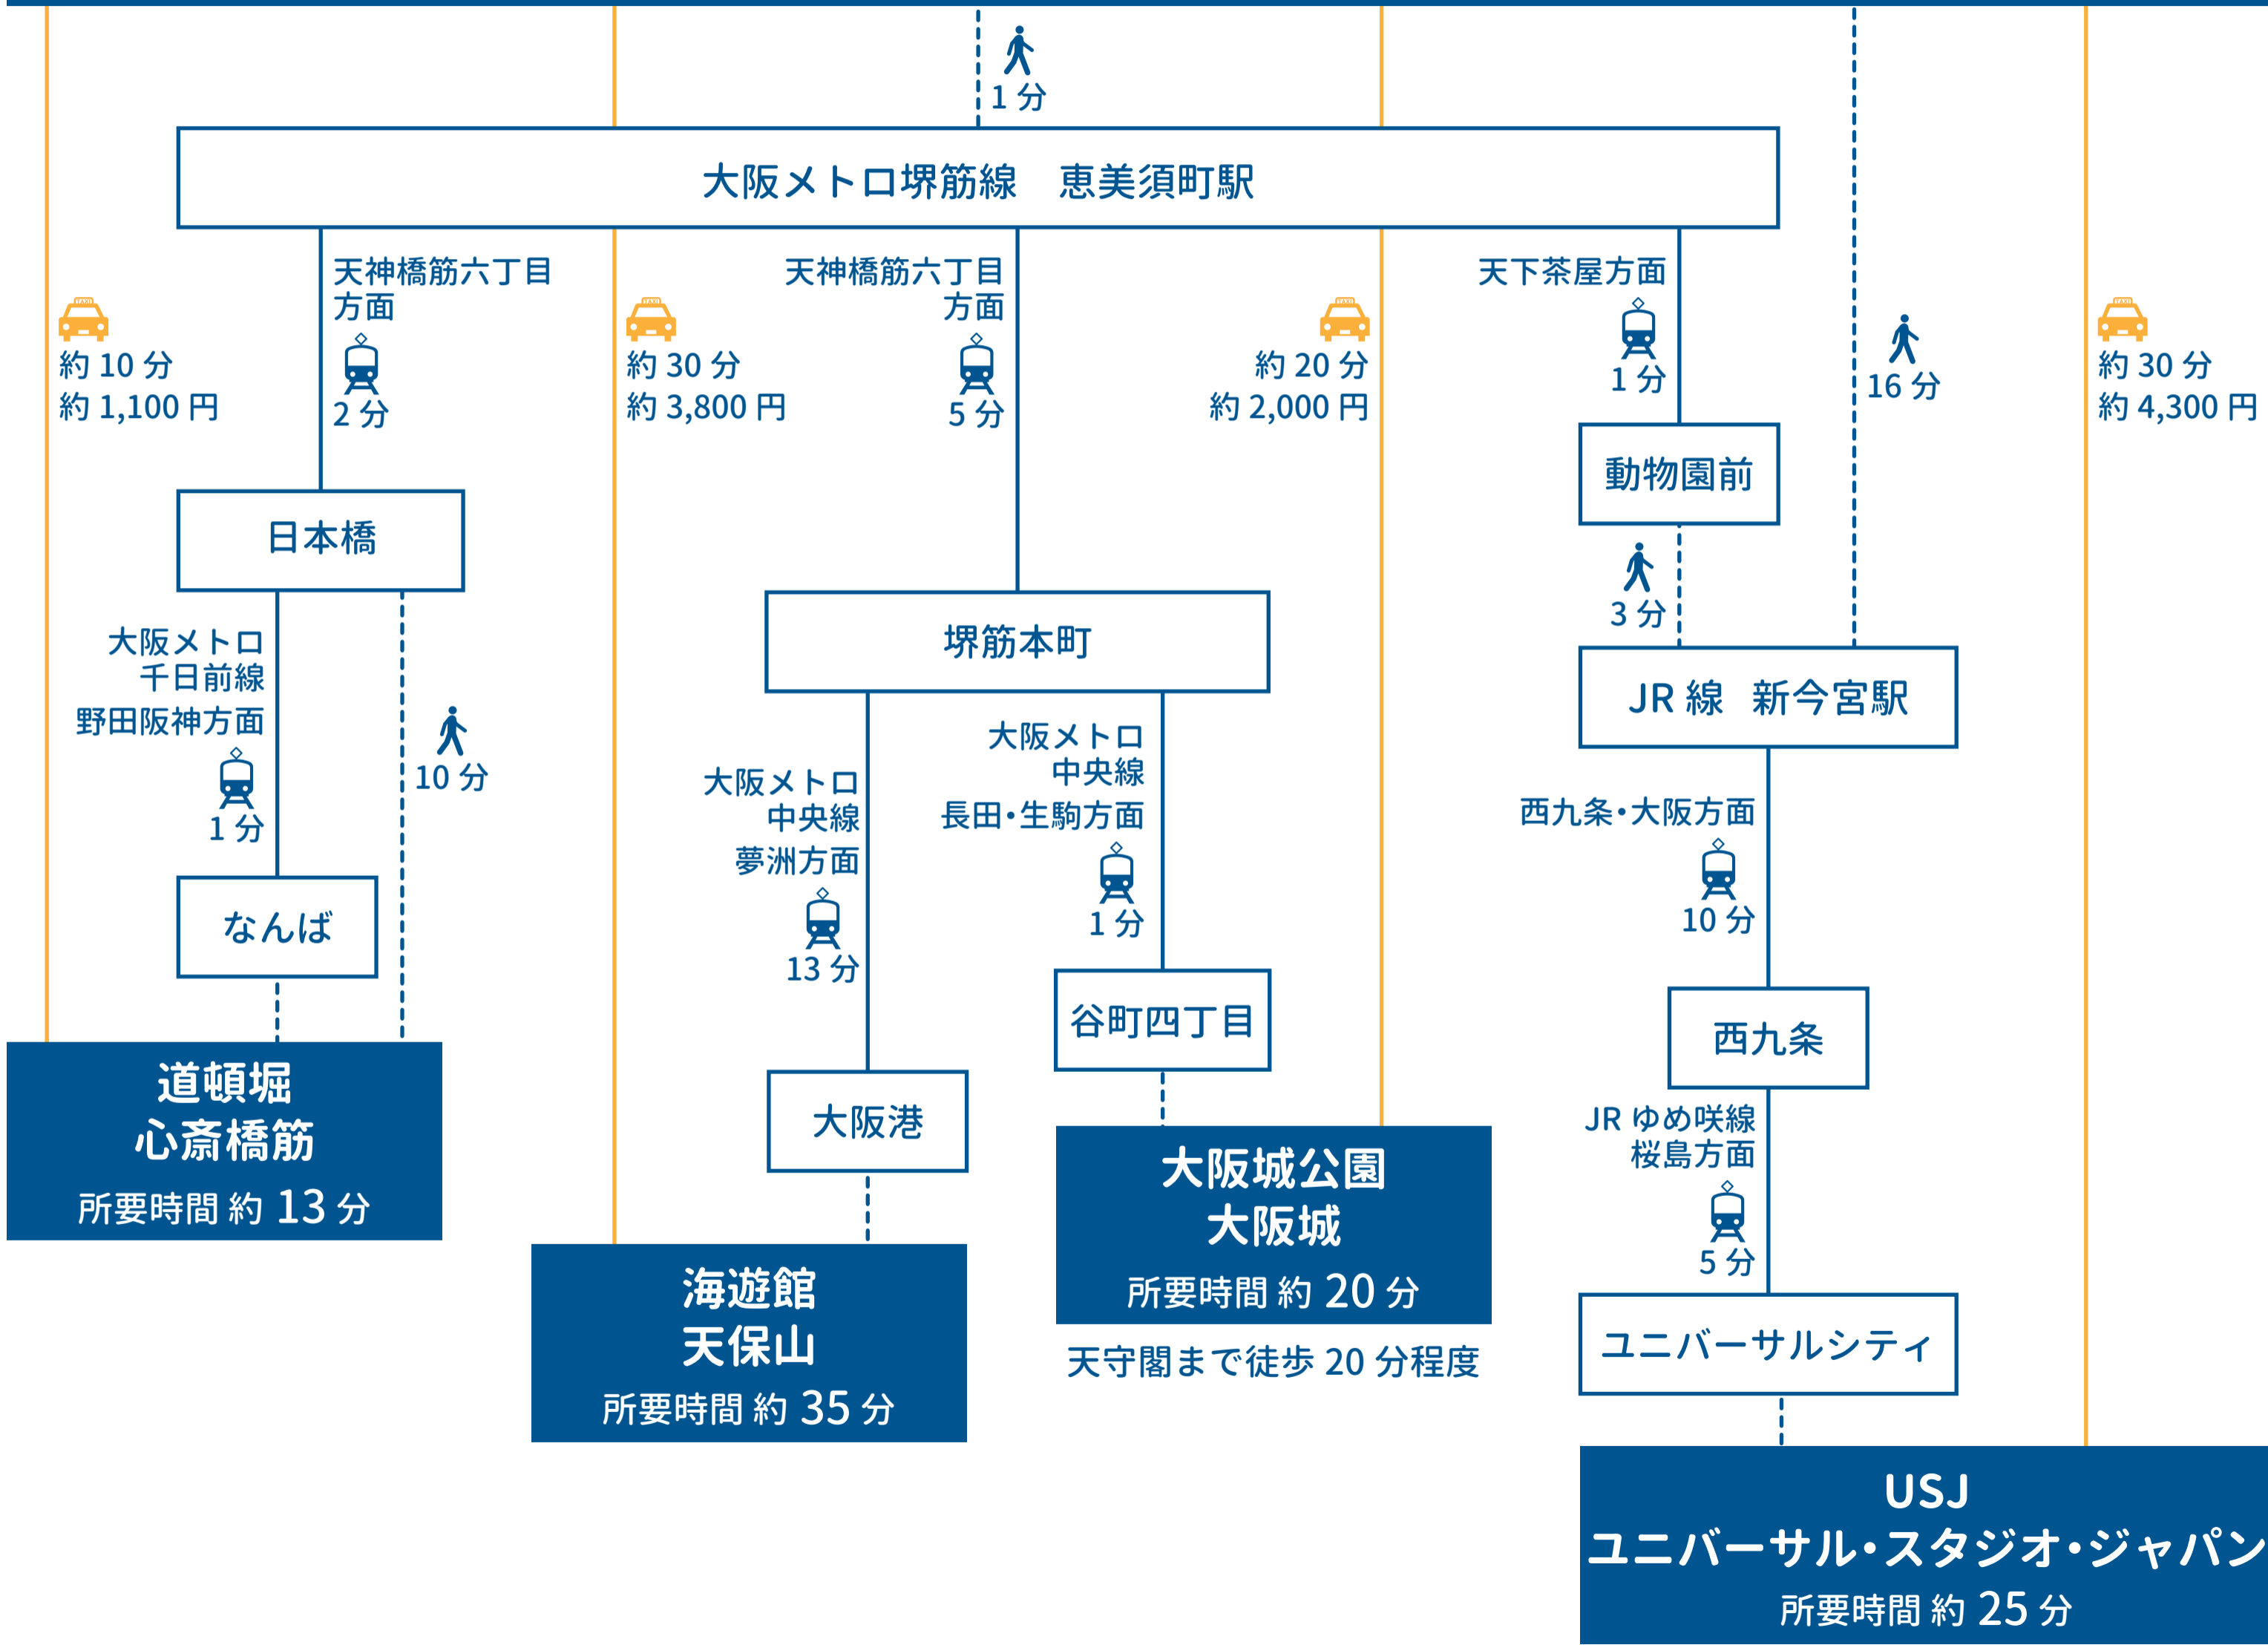 1 分
大阪メトロ堺筋線　恵美須町駅
約 10 分
約 1,100 円
天神橋筋六丁目
方面
2 分
約 30 分
約 3,800 円
天神橋筋六丁目
方面
5 分
約 20 分
約 2,000 円
天下茶屋方面
1 分
16 分
約 30 分
約 4,300 円
動物園前
日本橋
3 分
堺筋本町
大阪メトロ
千日前線
野田阪神方面
1 分
10 分
JR 線　新今宮駅
大阪メトロ
中央線
夢洲方面
13 分
大阪メトロ
中央線
長田・生駒方面
1 分
西九条・大阪方面
10 分
なんば
谷町四丁目
西九条
道頓堀
心斎橋筋
所要時間 約 13 分
大阪港
JR ゆめ咲線
桜島方面
5 分
大阪城公園
大阪城
所要時間 約 20 分
天守閣まで徒歩 20 分程度
海遊館
天保山
所要時間 約 35 分
ユニバーサルシティ
USJ
ユニバーサル・スタジオ・ジャパン
所要時間 約 25 分